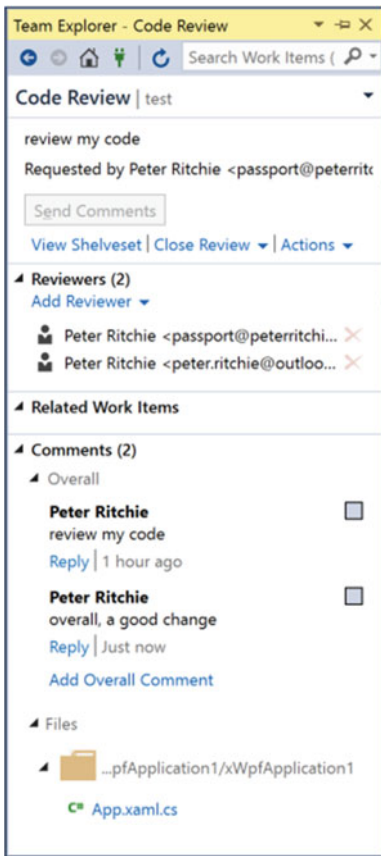 Team Explorer - Code Review
Search Work Items (
Code Review | test
review my code
Requested by Peter Ritchie <passport@peterritc
Send Comments
View Shelveset | Close Review | Actions
Reviewers (2)
Add Reviewer
Peter Ritchie <passport@peterritchi...
Peter Ritchie <peter.ritchie@outloo...
Related Work Items
Comments (2)
Overall
Peter Ritchie
review my code
Reply | 1 hour ago
Peter Ritchie
overall, a good change
Reply | Just now
Add Overall Comment
Files
...pfApplication1/xWpfApplication1
C# App.xaml.cs